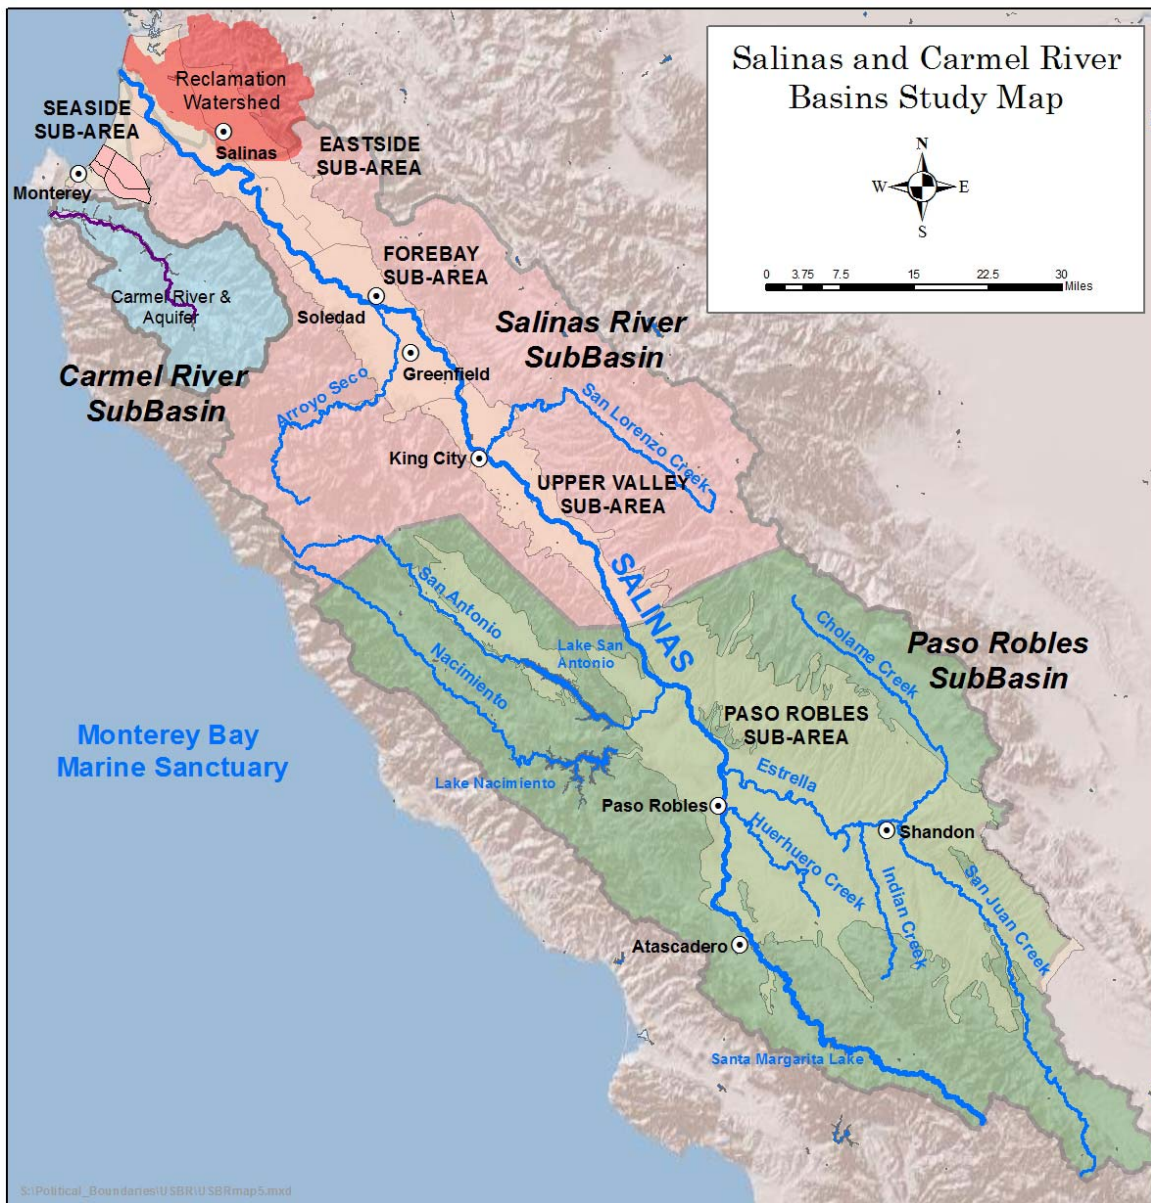 Salinas and Carmel River
Basins Study Map
N
W
E
S
0 3.75 7.5 15 22.5 30
Miles
Reclamation
Watershed
SEASIDE
SUB-AREA
Salinas
EASTSIDE
SUB-AREA
Monterey
FOREBAY
SUB-AREA
Carmel River &
Aquifer
Soledad
Salinas River
SubBasin
Carmel River
SubBasin
Greenfield
Arroyo Seco
San Lorenzo Creek
King City
UPPER VALLEY
SUB-AREA
SALINAS
San Antonio
Cholame Creek
Lake San
Antonio
Paso Robles
SubBasin
Nacimiento
PASO ROBLES
SUB-AREA
Monterey Bay
Marine Sanctuary
Estrella
Lake Nacimiento
Paso Robles
Shandon
Huerhuero Creek
Indian Creek
San Juan Creek
Atascadero
Santa Margarita Lake
S:\Political_Boundaries\USBR\USBRmap5.mxd